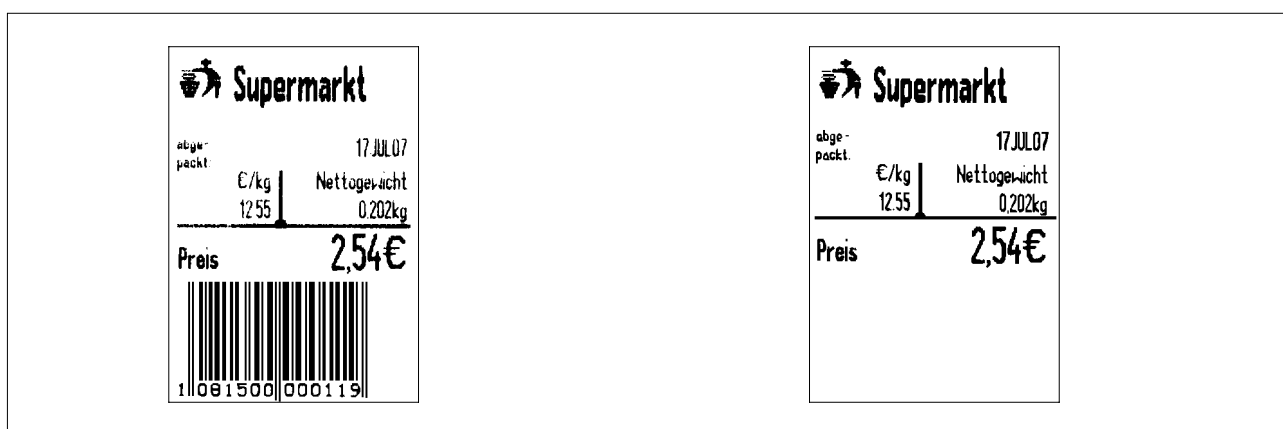 Supermarkt
abge-
packt:
17JUL07
€/kg
Nettogewicht
12.55
0,202kg
Preis
2,54€
1 081500 000119
Supermarkt
abge-
packt:
17JUL07
€/kg
Nettogewicht
12.55
0,202kg
Preis
2,54€